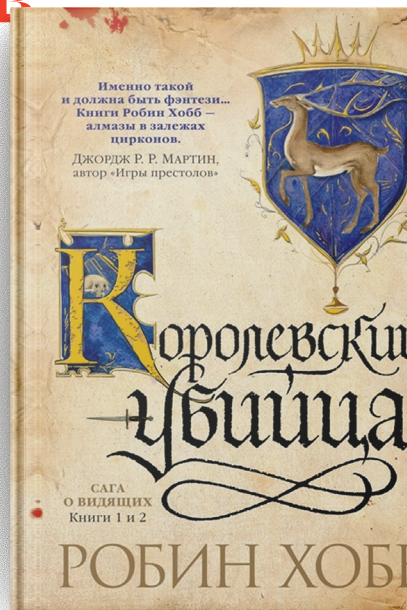 Именно такой
и должна быть фэнтези...
Книги Робин Хобб —
алмазы в залежах
цирконов.
Джордж Р. Р. Мартин,
автор «Игры престолов»
Королевски
убийца
САГА
О ВИДЯЩИХ
Книги 1 и 2
РОБИН ХОБ